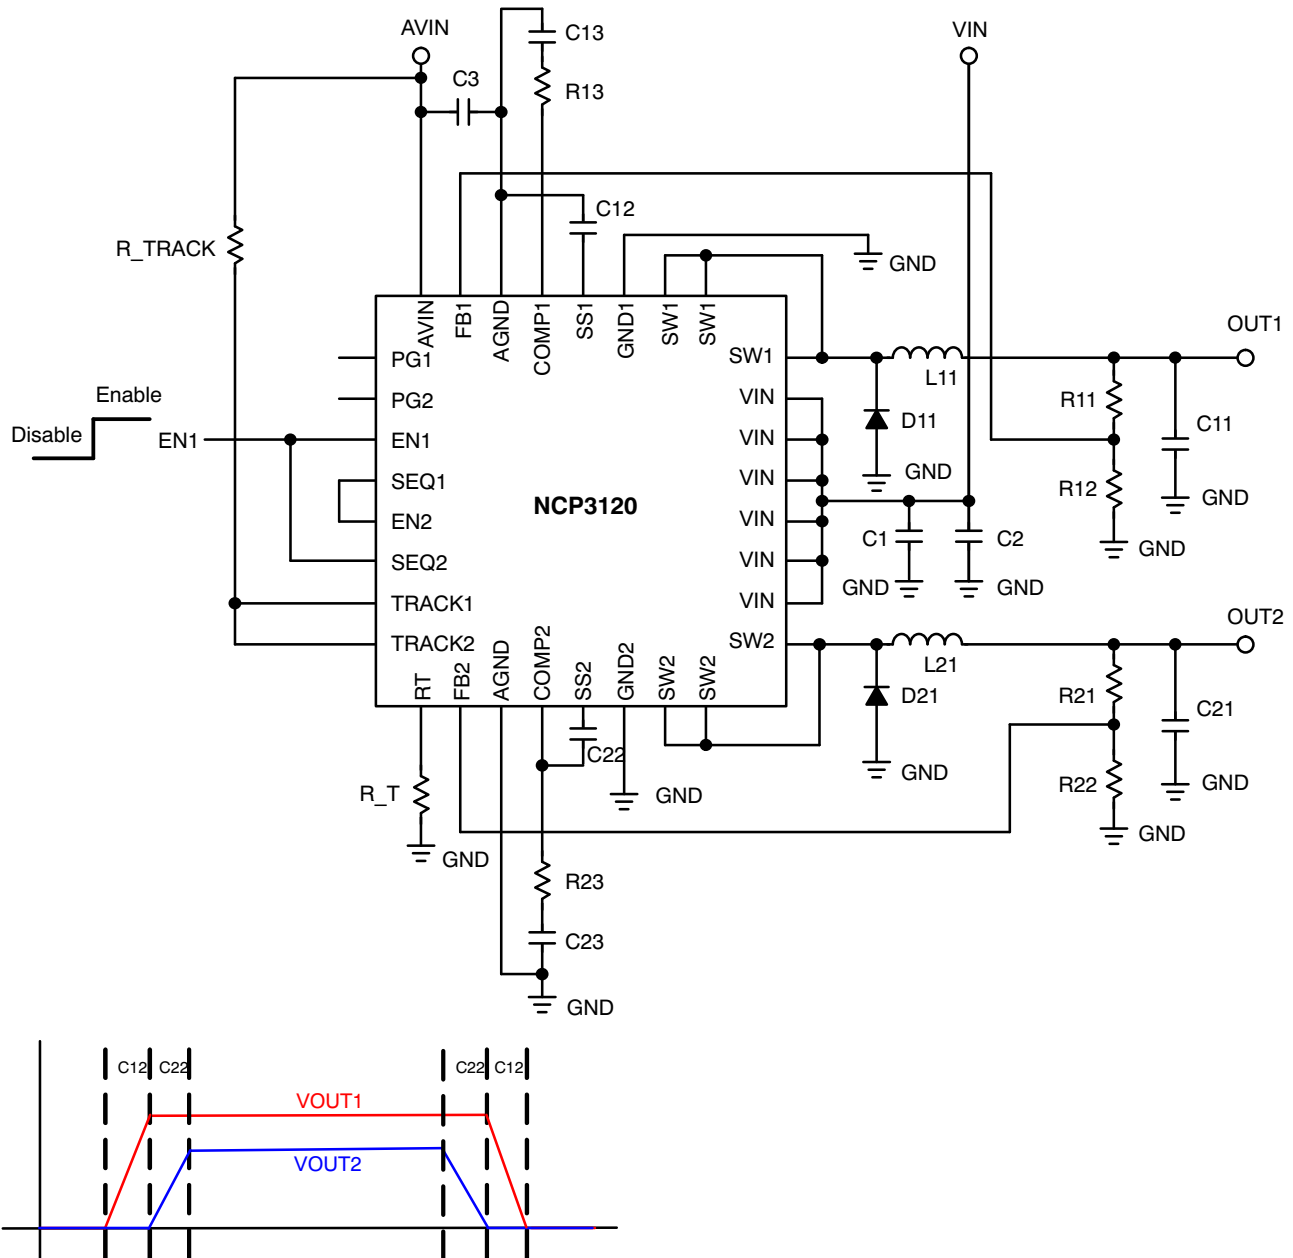 AVIN
VIN
C13
C3
R13
C12
R_TRACK
GND
AVIN
FB1
AGND
COMP1
SS1
GND1
SW1
SW1
OUT1
PG1
SW1
L11
Enable
PG2
VIN
R11
Disable
EN1
EN1
VIN
D11
C11
SEQ1
VIN
GND
R12
GND
NCP3120
EN2
VIN
C1
C2
GND
SEQ2
VIN
GND
GND
TRACK1
VIN
OUT2
TRACK2
SW2
L21
RT
FB2
AGND
COMP2
SS2
GND2
SW2
SW2
D21
R21
C21
C22
GND
R_T
GND
R22
GND
GND
GND
R23
C23
GND
C12
C22
C22
C12
VOUT1
VOUT2